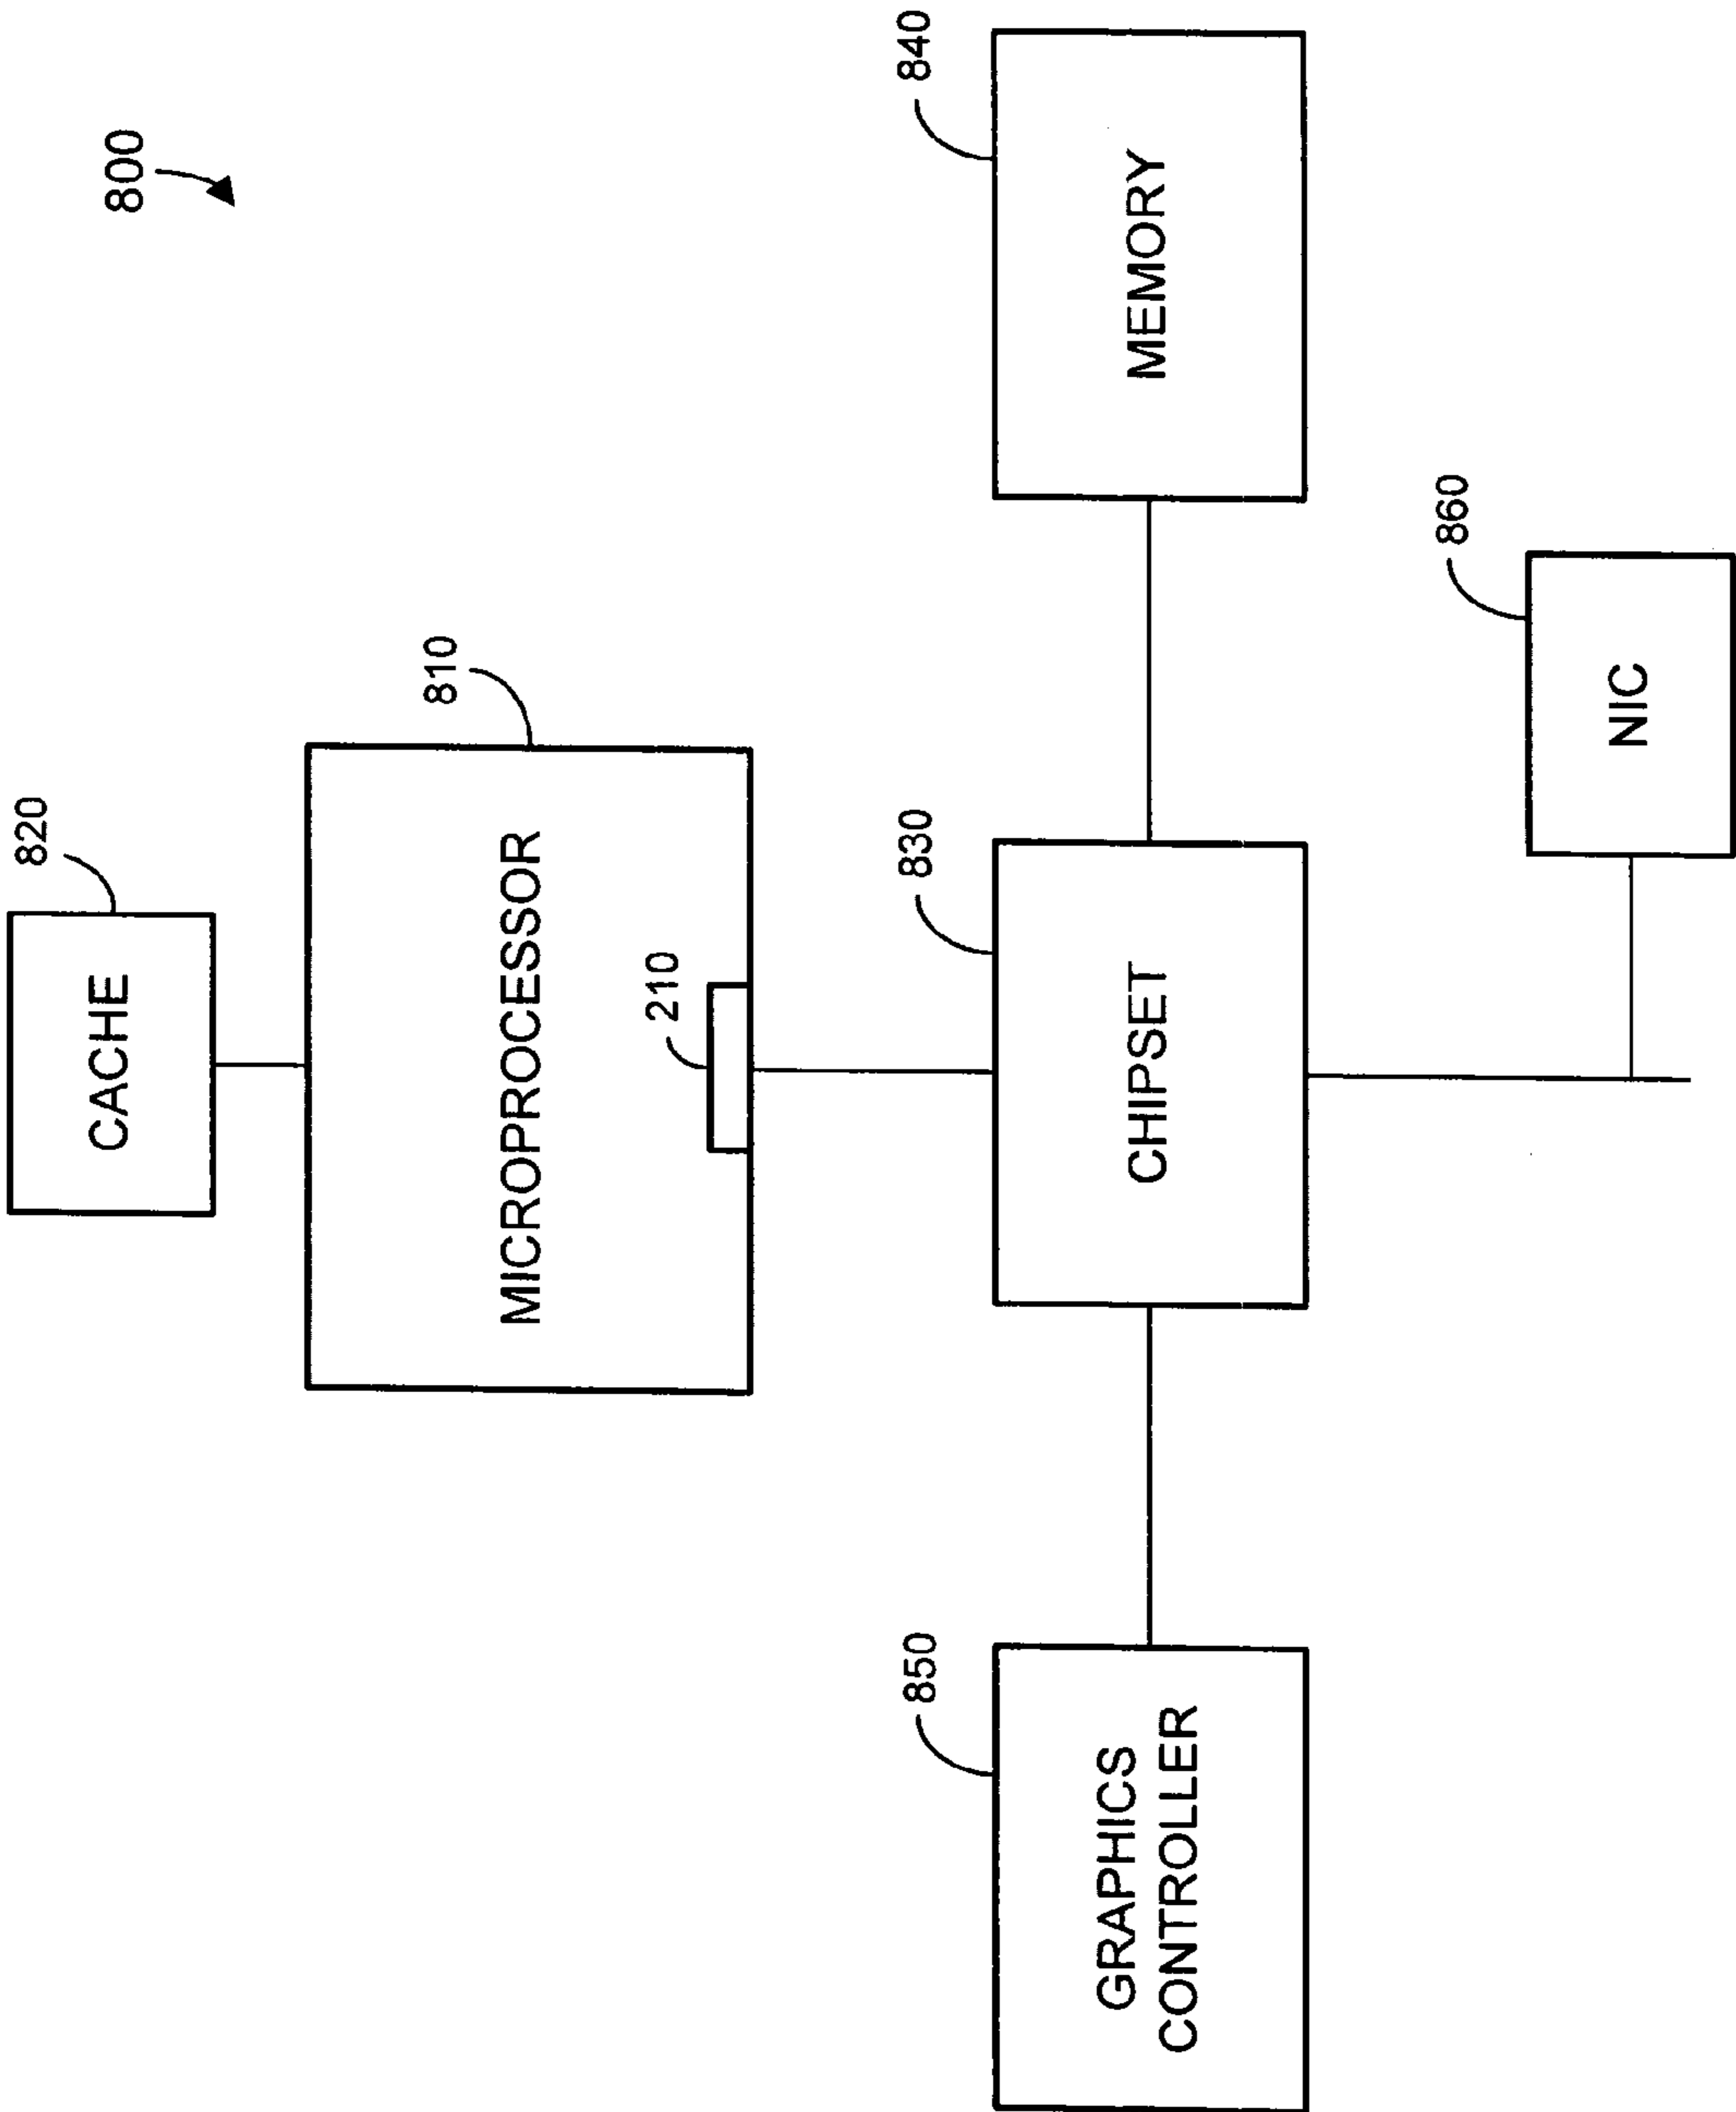 820
800
CACHE
810
MICROPROCESSOR
210
850
830
840
GRAPHICS
CONTROLLER
CHIPSET
MEMORY
860
NIC